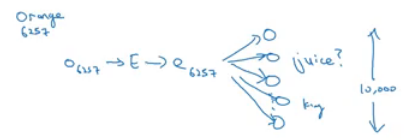 Orange
6257
O6257 → E → e6257
juice?
king
10,000